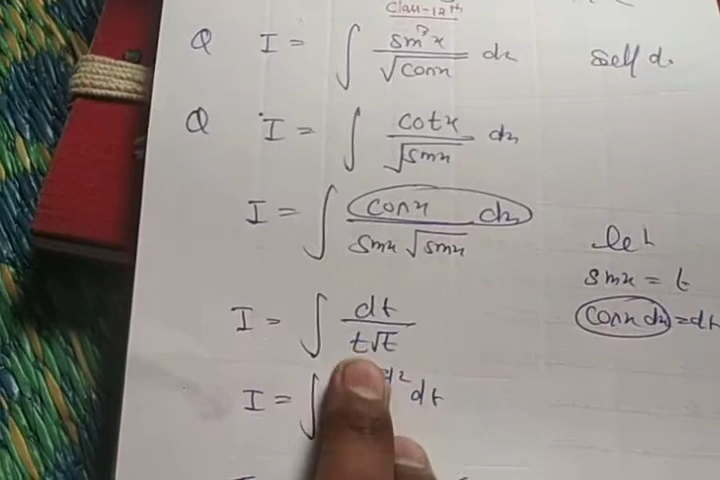 Class-12th
Q I = ∫ sin³x / √cosx dx self do
Q I = ∫ cotx / √sinx dx
I = ∫ cosx dx / sinx √sinx
let
sinx = t
I = ∫ dt / t√t
cosx dx = dt
I = ∫ dt